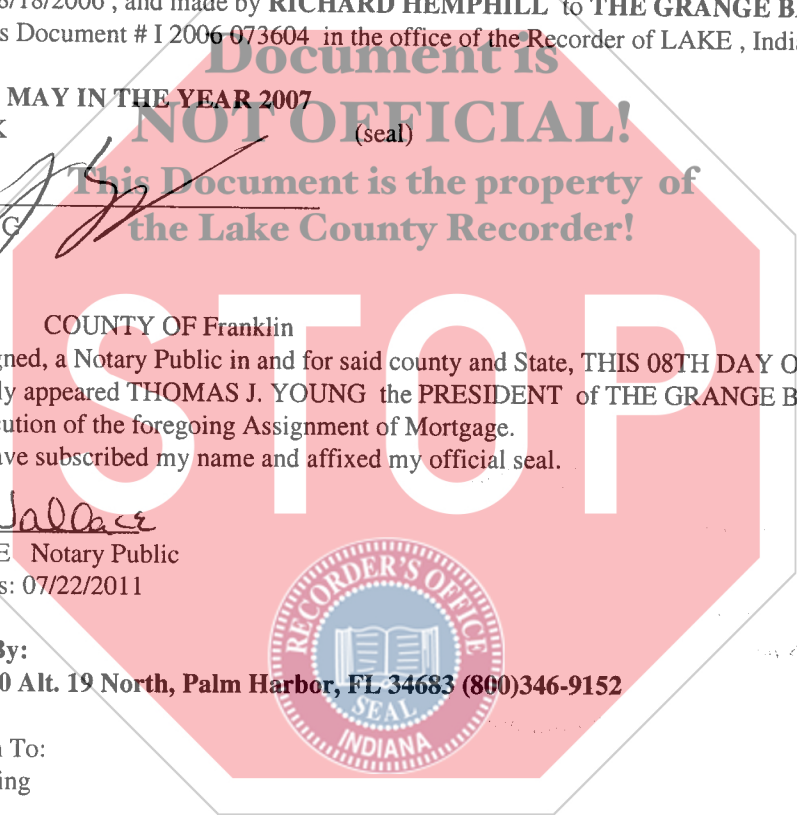 8/18/2006 , and made by RICHARD HEMPHILL to THE GRANGE BA
s Document # I 2006 073604 in the office of the Recorder of LAKE , Indi
Document is
MAY IN THE YEAR 2007
NOT OFFICIAL!
K
(seal)
This Document is the property of
G
the Lake County Recorder!
STOP
COUNTY OF Franklin
gned, a Notary Public in and for said county and State, THIS 08TH DAY O
ly appeared THOMAS J. YOUNG the PRESIDENT of THE GRANGE B
cution of the foregoing Assignment of Mortgage.
ave subscribed my name and affixed my official seal.
Wallace
E Notary Public
s: 07/22/2011
RECORDER'S OFFICE
By:
0 Alt. 19 North, Palm Harbor, FL 34683 (800)346-9152
SEAL
INDIANA
n To:
ing